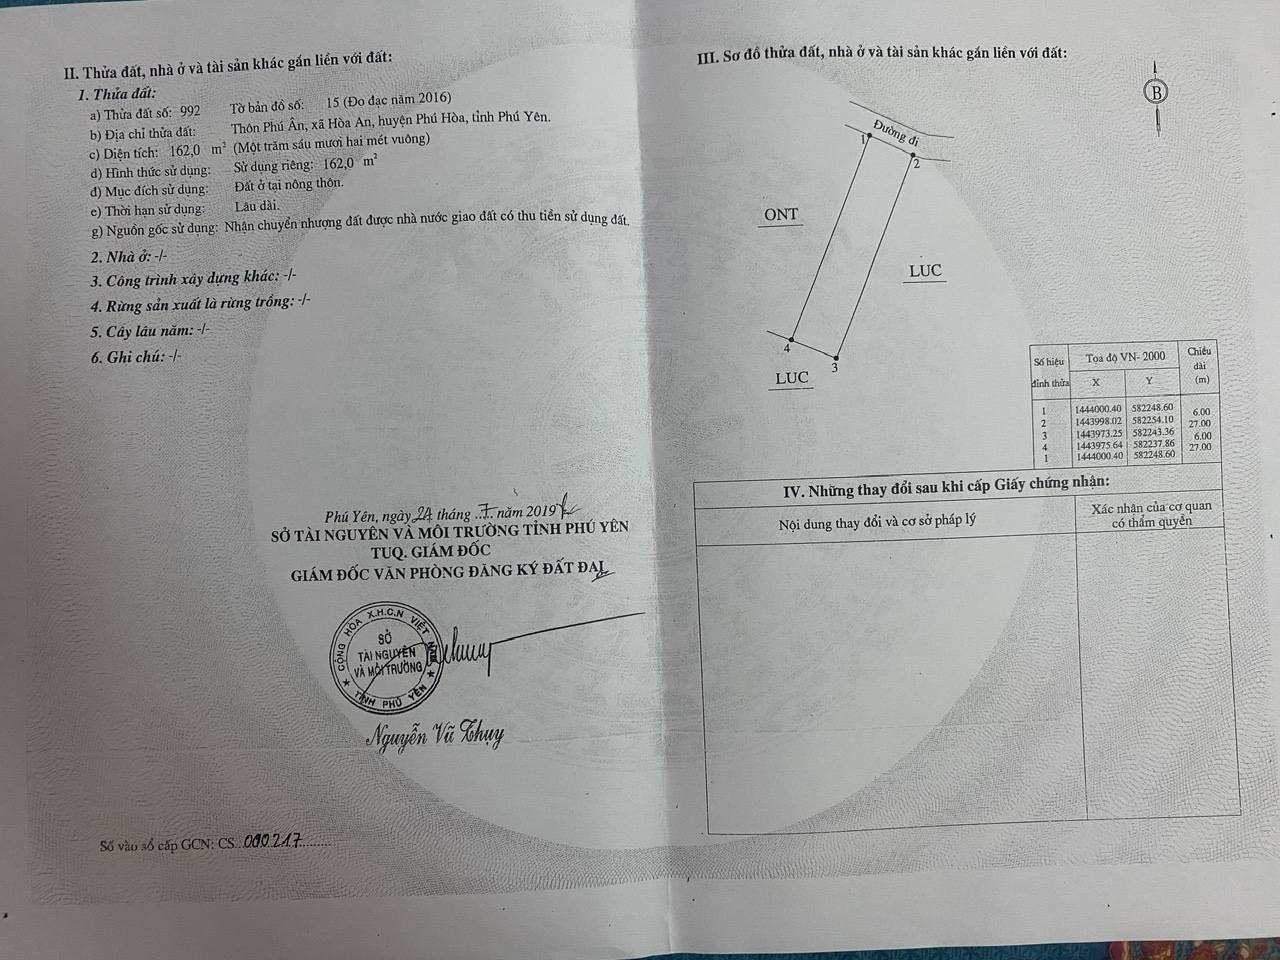 II. Thửa đất, nhà ở và tài sản khác gắn liền với đất:
1. Thửa đất:
a) Thửa đất số: 992 Tờ bản đồ số: 15 (Đo đạc năm 2016)
b) Địa chỉ thửa đất: Thôn Phú Ân, xã Hòa An, huyện Phú Hòa, tỉnh Phú Yên.
c) Diện tích: 162,0 m² (Một trăm sáu mươi hai mét vuông)
d) Hình thức sử dụng: Sử dụng riêng: 162,0 m²
đ) Mục đích sử dụng: Đất ở tại nông thôn.
e) Thời hạn sử dụng: Lâu dài.
g) Nguồn gốc sử dụng: Nhận chuyển nhượng đất được nhà nước giao đất có thu tiền sử dụng đất.
2. Nhà ở: -/-
3. Công trình xây dựng khác: -/-
4. Rừng sản xuất là rừng trồng: -/-
5. Cây lâu năm: -/-
6. Ghi chú: -/-
Phú Yên, ngày 24 tháng .7. năm 2019
SỞ TÀI NGUYÊN VÀ MÔI TRƯỜNG TỈNH PHÚ YÊN
TUQ. GIÁM ĐỐC
GIÁM ĐỐC VĂN PHÒNG ĐĂNG KÝ ĐẤT ĐAI
CỘNG HÒA X.H.C.N VIỆT NAM
SỞ
TÀI NGUYÊN
VÀ MÔI TRƯỜNG
★ TỈNH PHÚ YÊN ★
Nguyễn Vũ Thụy
Số vào sổ cấp GCN: CS...000217.........
III. Sơ đồ thửa đất, nhà ở và tài sản khác gắn liền với đất:
B
Đường đi
1
2
ONT
LUC
4
3
LUC
Số hiệu đỉnh thửa Tọa độ VN- 2000 Chiều dài (m)
X Y
1 1444000.40 582248.60
6.00
2 1443998.02 582254.10
27.00
3 1443973.25 582243.36
6.00
4 1443975.64 582237.86
27.00
1 1444000.40 582248.60
IV. Những thay đổi sau khi cấp Giấy chứng nhận:
Nội dung thay đổi và cơ sở pháp lý
Xác nhận của cơ quan
có thẩm quyền